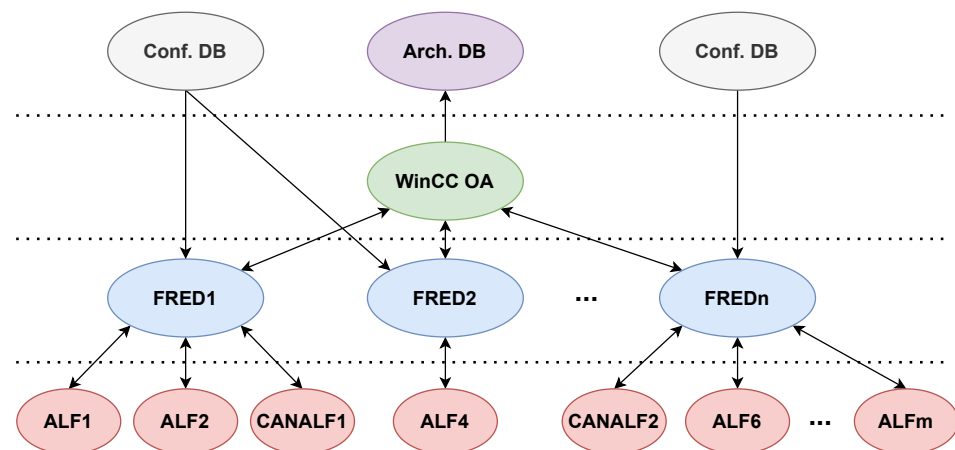 Conf. DB
Arch. DB
Conf. DB
WinCC OA
FRED1
FRED2
...
FREDn
ALF1
ALF2
CANALF1
ALF4
CANALF2
ALF6
...
ALFm